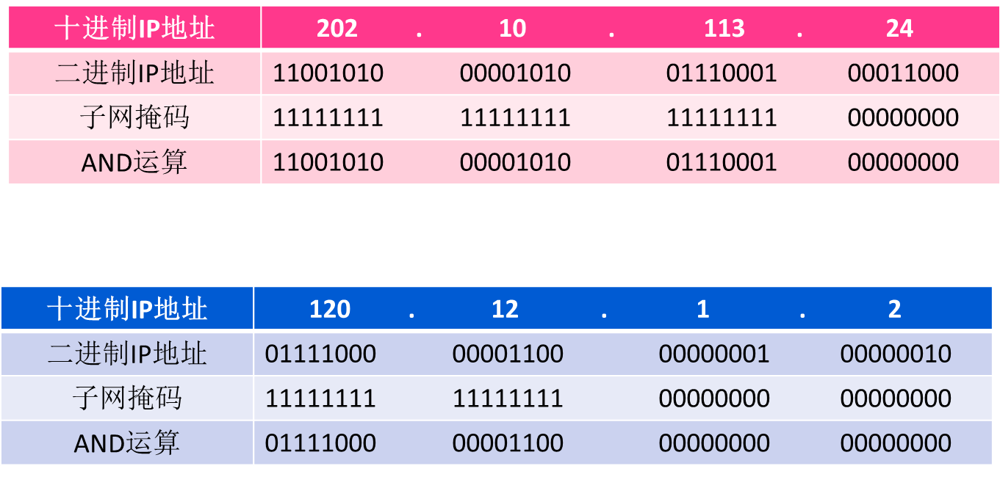 十进制IP地址 202 . 10 . 113 . 24
二进制IP地址 11001010 00001010 01110001 00011000
子网掩码 11111111 11111111 11111111 00000000
AND运算 11001010 00001010 01110001 00000000
十进制IP地址 120 . 12 . 1 . 2
二进制IP地址 01111000 00001100 00000001 00000010
子网掩码 11111111 11111111 00000000 00000000
AND运算 01111000 00001100 00000000 00000000